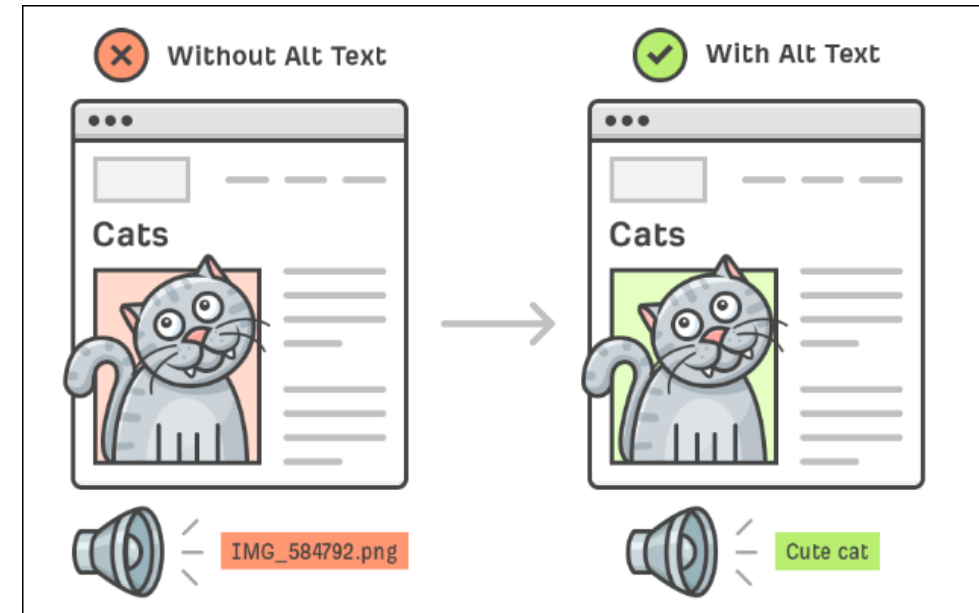 Without Alt Text
With Alt Text
Cats
Cats
IMG_584792.png
Cute cat